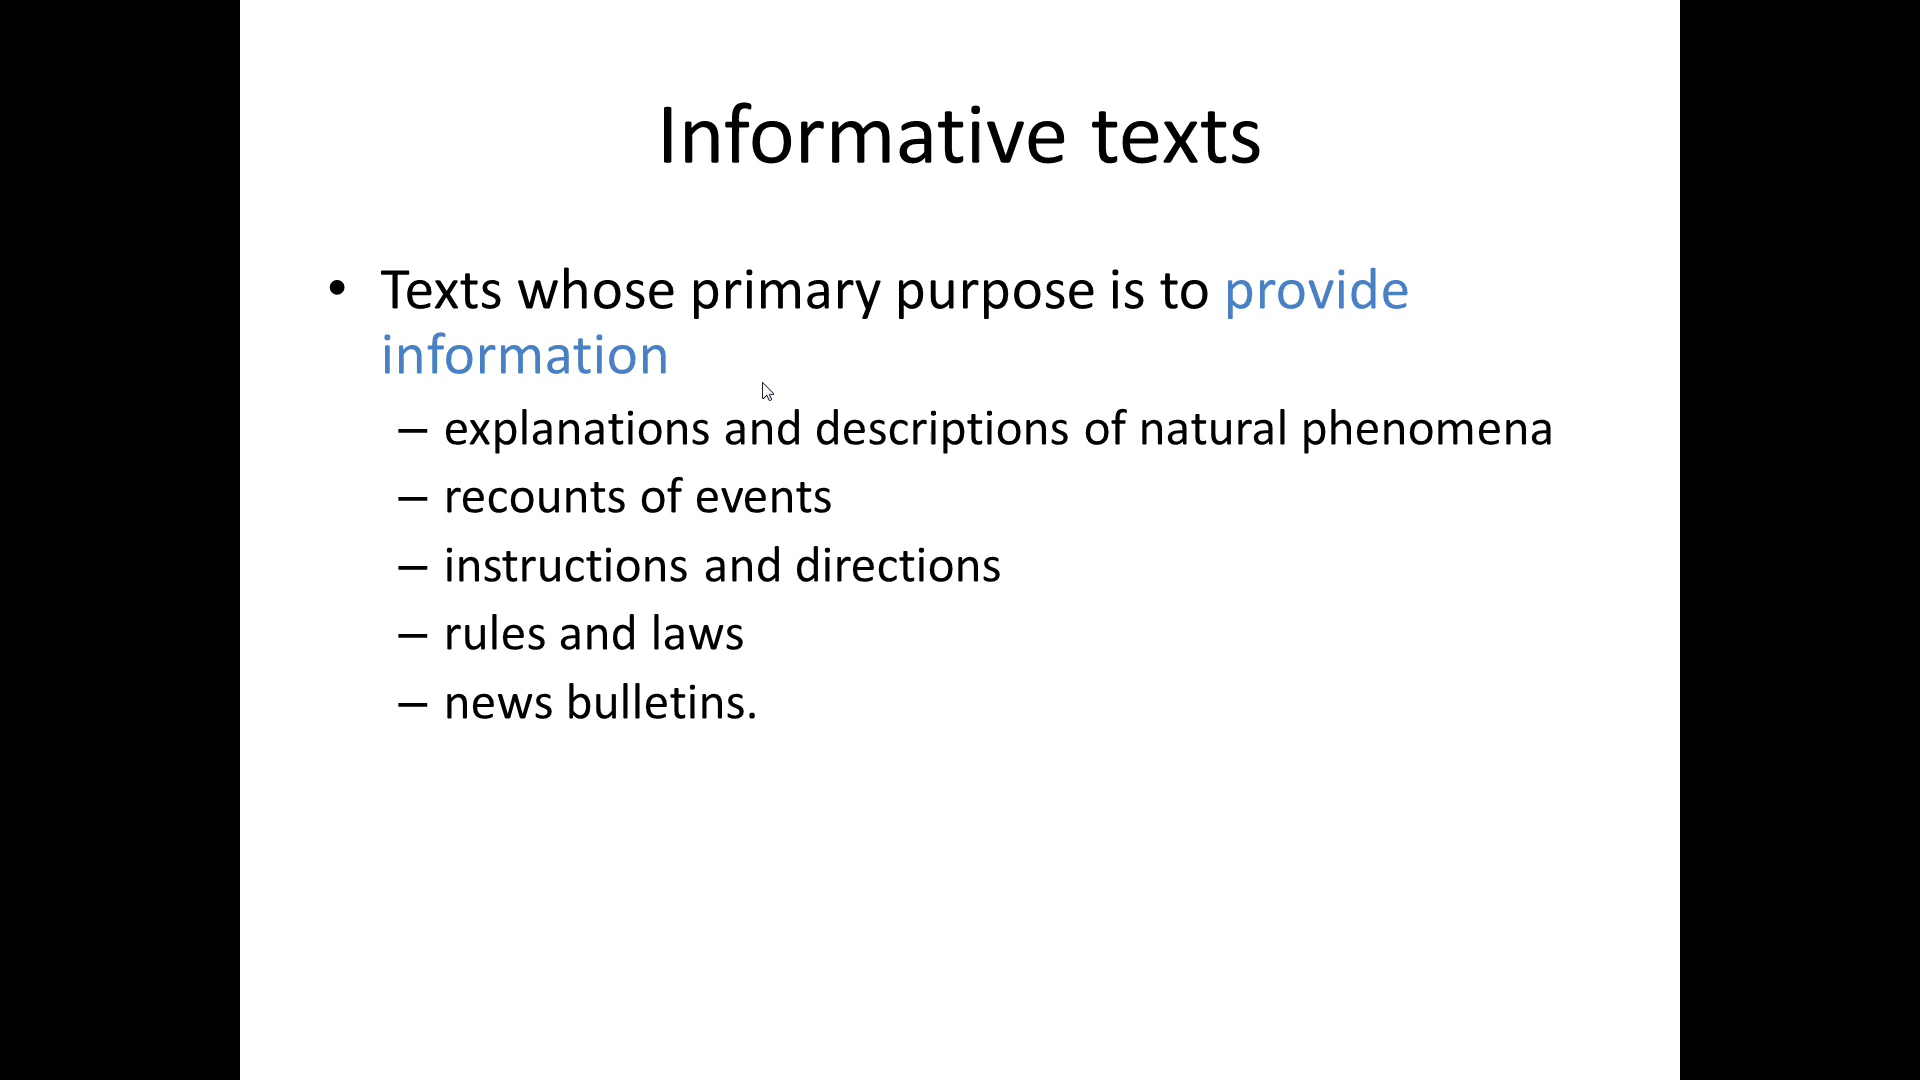 Informative texts
• Texts whose primary purpose is to provide
information
– explanations and descriptions of natural phenomena
– recounts of events
– instructions and directions
– rules and laws
– news bulletins.